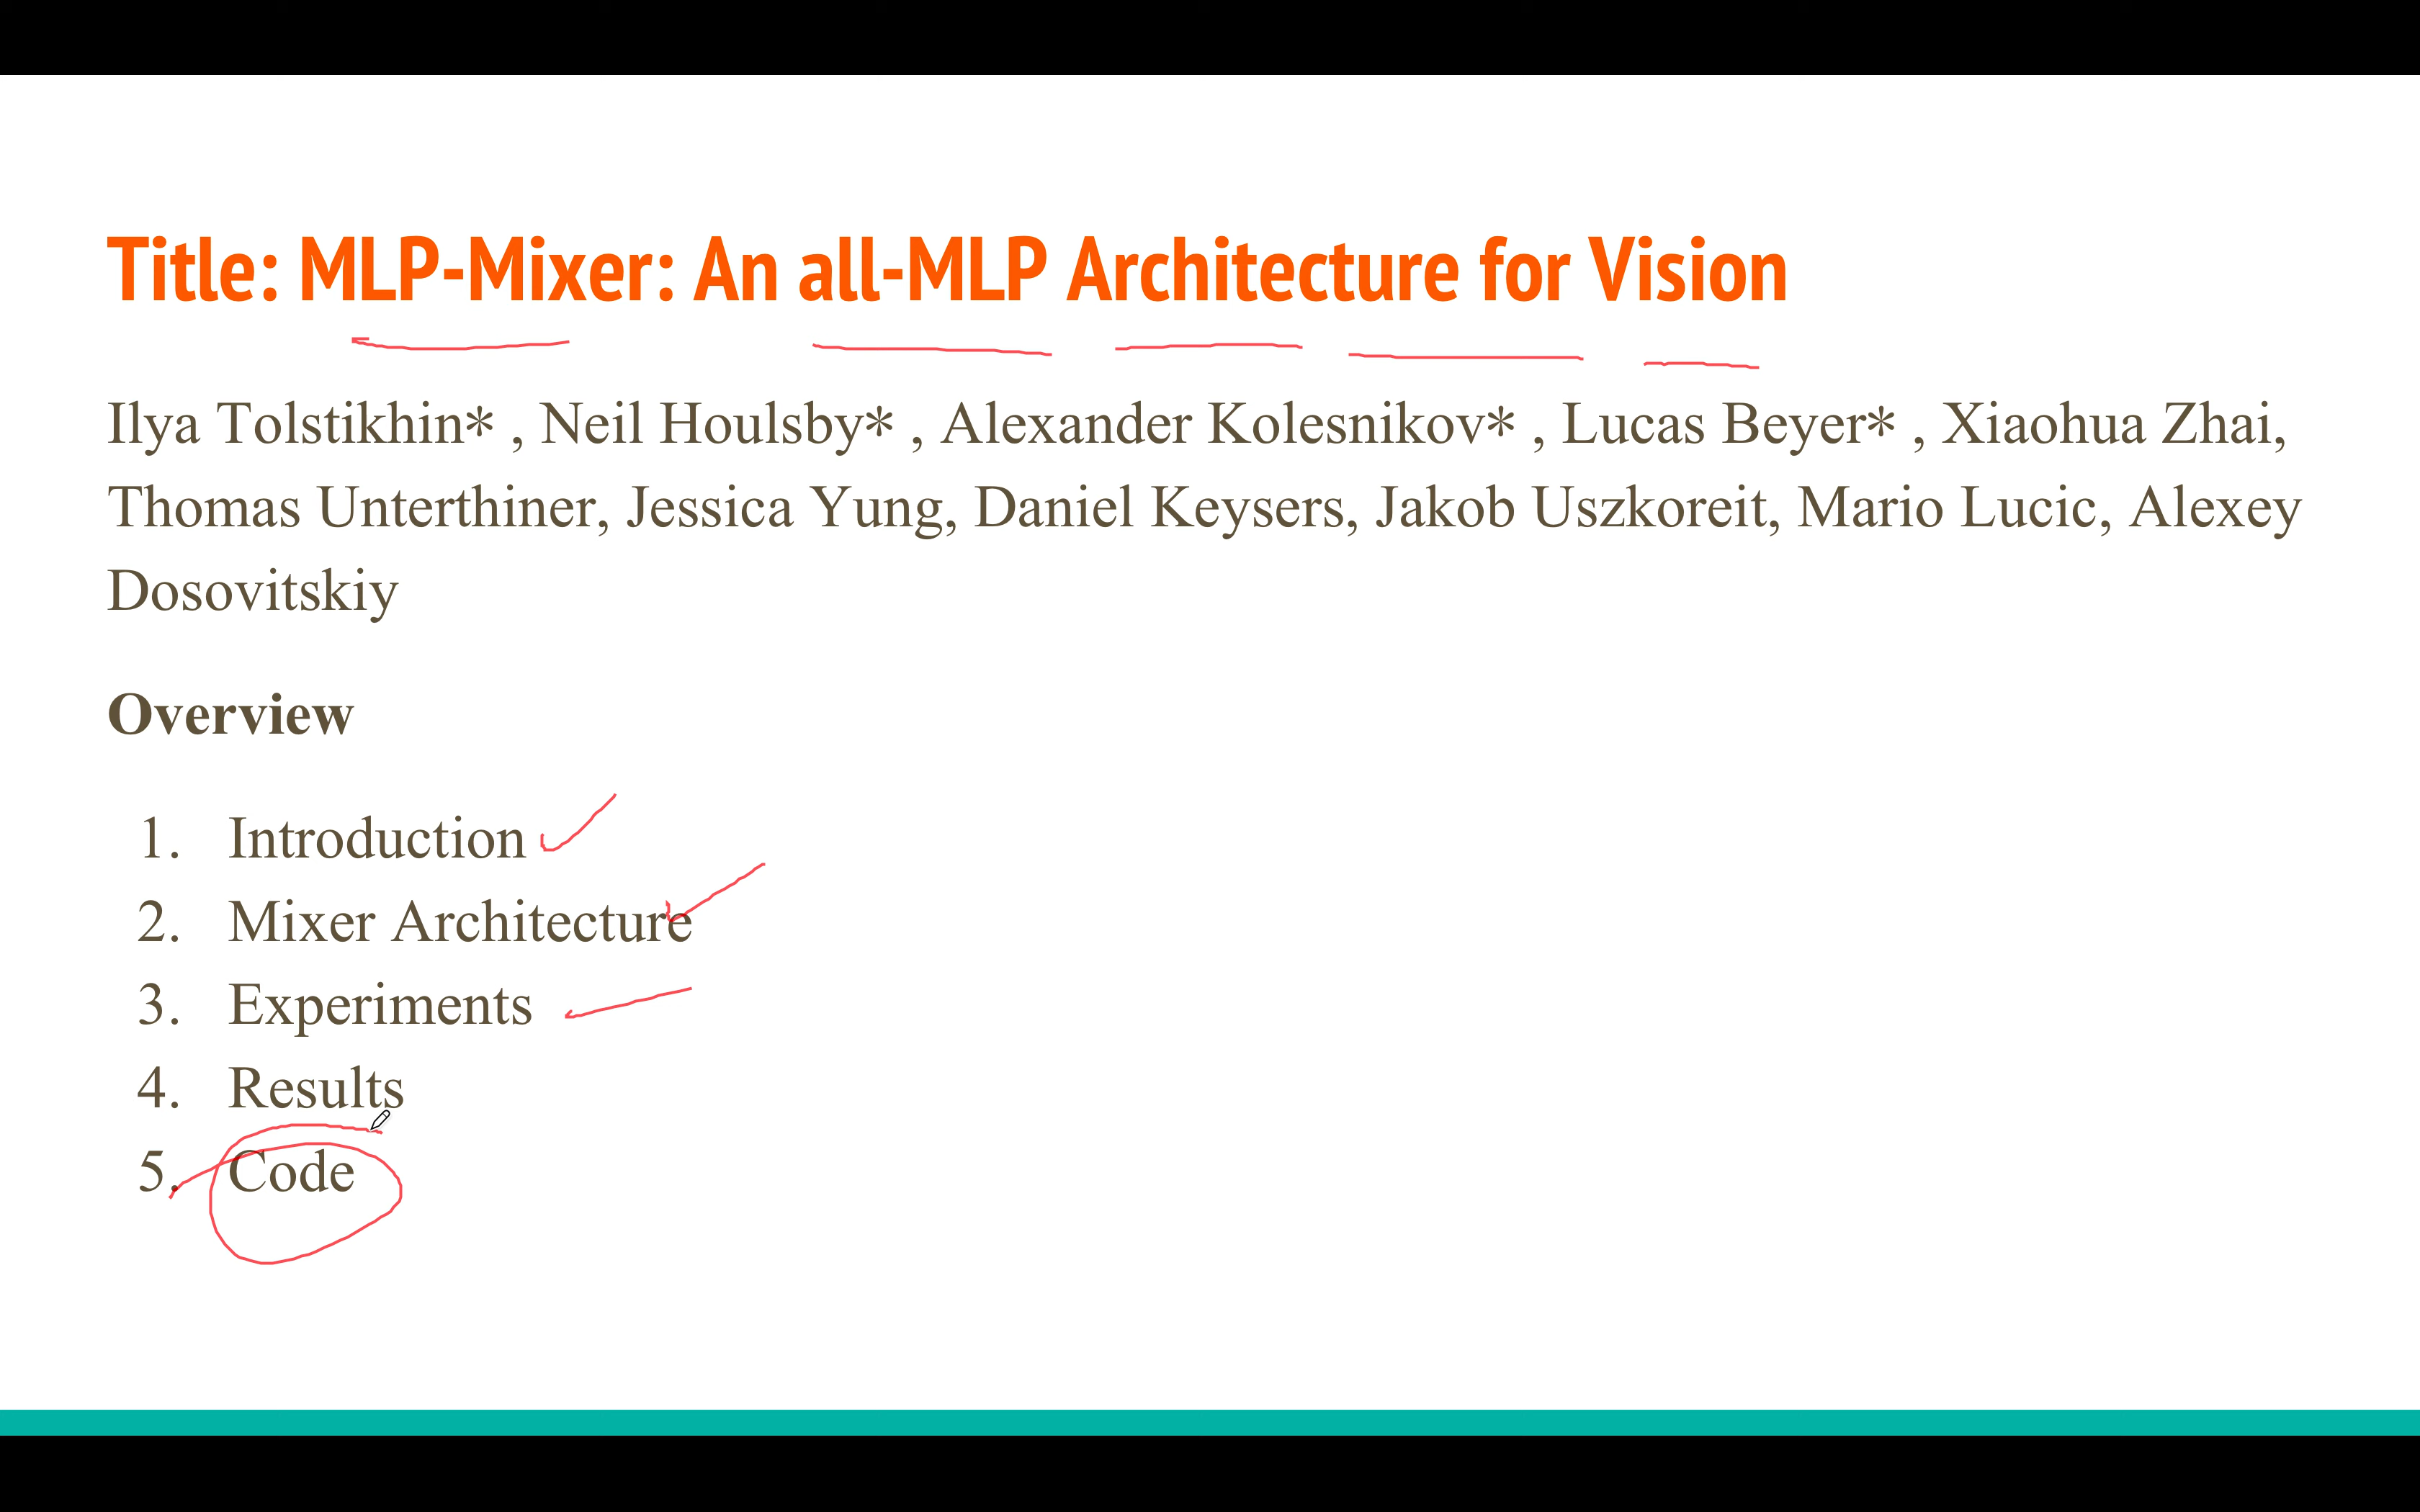 Title: MLP-Mixer: An all-MLP Architecture for Vision
Ilya Tolstikhin* , Neil Houlsby* , Alexander Kolesnikov* , Lucas Beyer* , Xiaohua Zhai,
Thomas Unterthiner, Jessica Yung, Daniel Keysers, Jakob Uszkoreit, Mario Lucic, Alexey
Dosovitskiy
Overview
1. Introduction
2. Mixer Architecture
3. Experiments
4. Results
5. Code